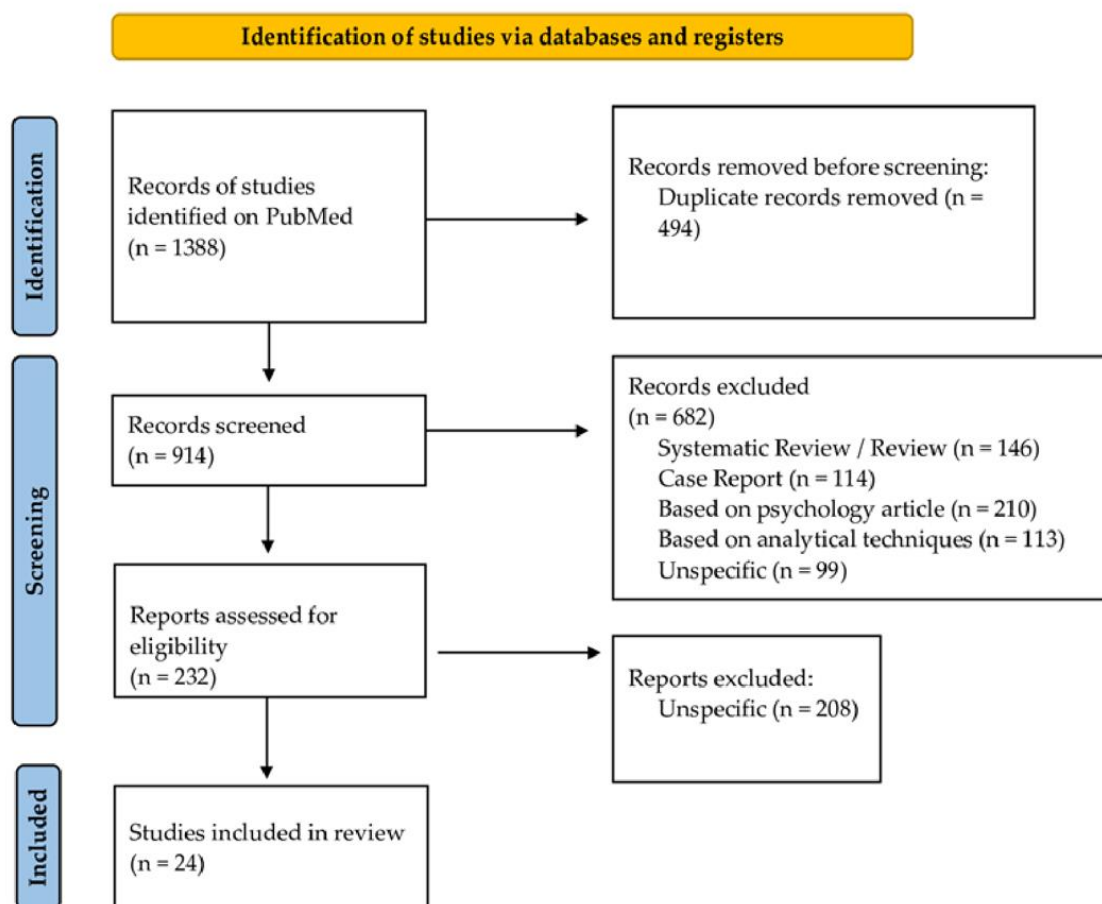 Identification of studies via databases and registers
Identification
Records of studies
identified on PubMed
(n = 1388)
Records removed before screening:
Duplicate records removed (n =
494)
Screening
Records screened
(n = 914)
Records excluded
(n = 682)
Systematic Review / Review (n = 146)
Case Report (n = 114)
Based on psychology article (n = 210)
Based on analytical techniques (n = 113)
Unspecific (n = 99)
Reports assessed for
eligibility
(n = 232)
Reports excluded:
Unspecific (n = 208)
Included
Studies included in review
(n = 24)